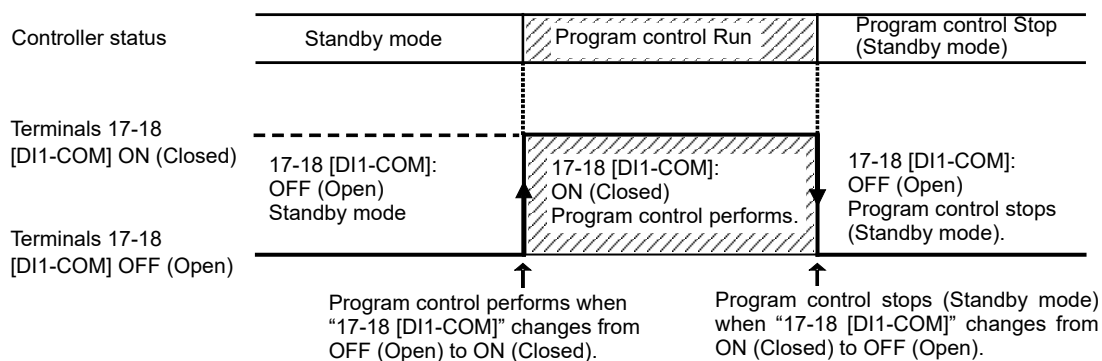 Controller status
Standby mode
Program control Run
Program control Stop
(Standby mode)
Terminals 17-18
[DI1-COM] ON (Closed)
17-18 [DI1-COM]:
OFF (Open)
Standby mode
17-18 [DI1-COM]:
ON (Closed)
Program control performs.
17-18 [DI1-COM]:
OFF (Open)
Program control stops
(Standby mode).
Terminals 17-18
[DI1-COM] OFF (Open)
Program control performs when
“17-18 [DI1-COM]” changes from
OFF (Open) to ON (Closed).
Program control stops (Standby mode)
when “17-18 [DI1-COM]” changes from
ON (Closed) to OFF (Open).